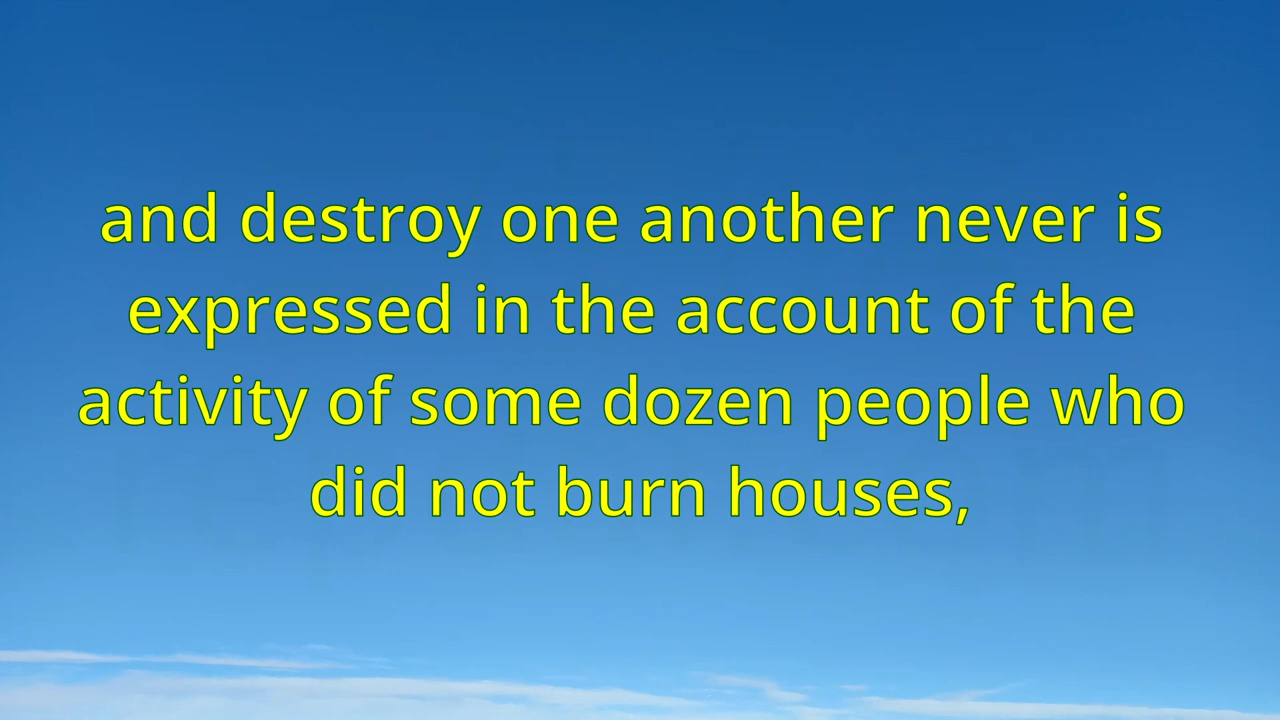 and destroy one another never is
expressed in the account of the
activity of some dozen people who
did not burn houses,